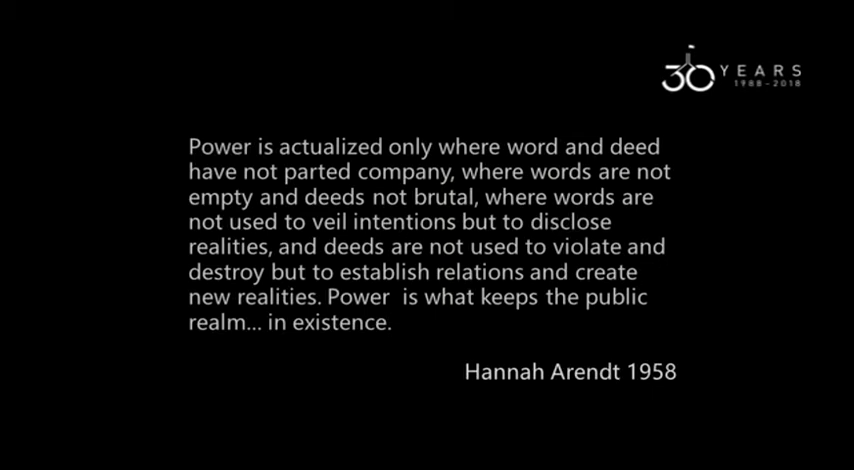 30 YEARS
1988-2018
Power is actualized only where word and deed
have not parted company, where words are not
empty and deeds not brutal, where words are
not used to veil intentions but to disclose
realities, and deeds are not used to violate and
destroy but to establish relations and create
new realities. Power  is what keeps the public
realm... in existence.
Hannah Arendt 1958